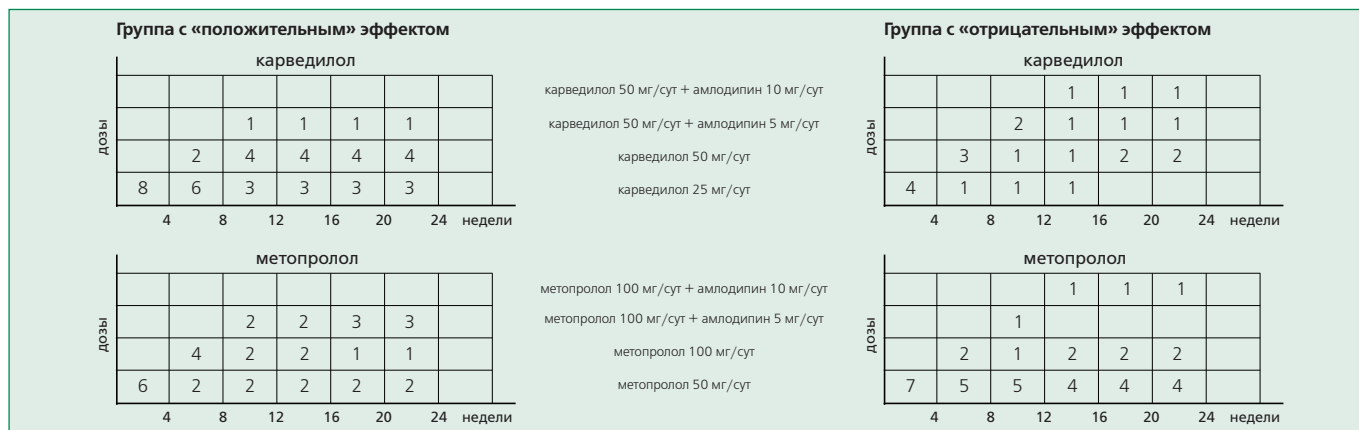 Группа с «положительным» эффектом
карведилол
дозы
1 1 1 1
2 4 4 4 4
8 6 3 3 3 3
4 8 12 16 20 24 недели
метопролол
дозы
2 2 3 3
4 2 2 1 1
6 2 2 2 2 2
4 8 12 16 20 24 недели
карведилол 50 мг/сут + амлодипин 10 мг/сут
карведилол 50 мг/сут + амлодипин 5 мг/сут
карведилол 50 мг/сут
карведилол 25 мг/сут
метопролол 100 мг/сут + амлодипин 10 мг/сут
метопролол 100 мг/сут + амлодипин 5 мг/сут
метопролол 100 мг/сут
метопролол 50 мг/сут
Группа с «отрицательным» эффектом
карведилол
дозы
1 1 1
2 1 1 1
3 1 1 2 2
4 1 1 1
4 8 12 16 20 24 недели
метопролол
дозы
1 1 1
1
2 1 2 2 2
7 5 5 4 4 4
4 8 12 16 20 24 недели